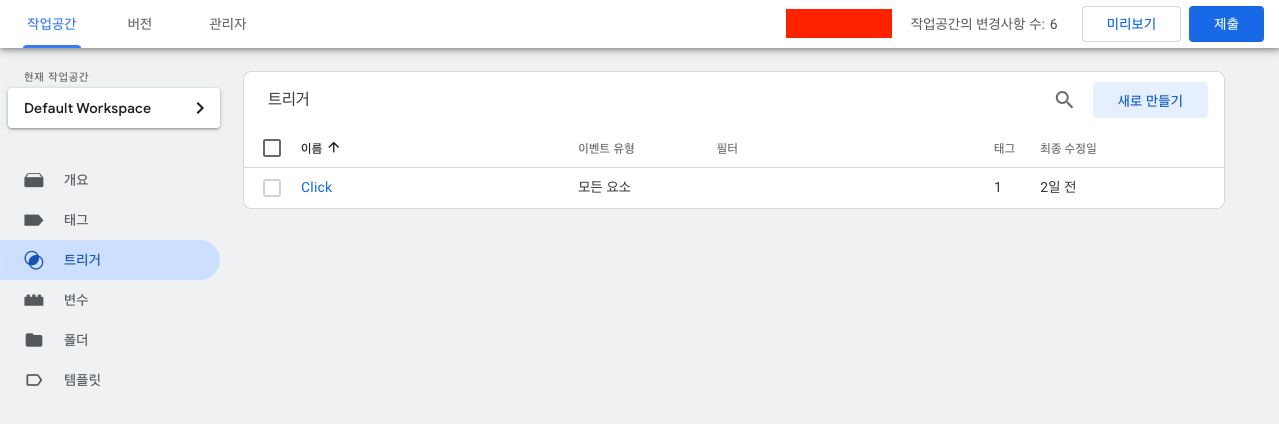 작업공간 버전 관리자 작업공간의 변경사항 수: 6 미리보기 제출
현재 작업공간
Default Workspace
트리거 새로 만들기
이름 이벤트 유형 필터 태그 최종 수정일
Click 모든 요소 1 2일 전
개요
태그
트리거
변수
폴더
템플릿